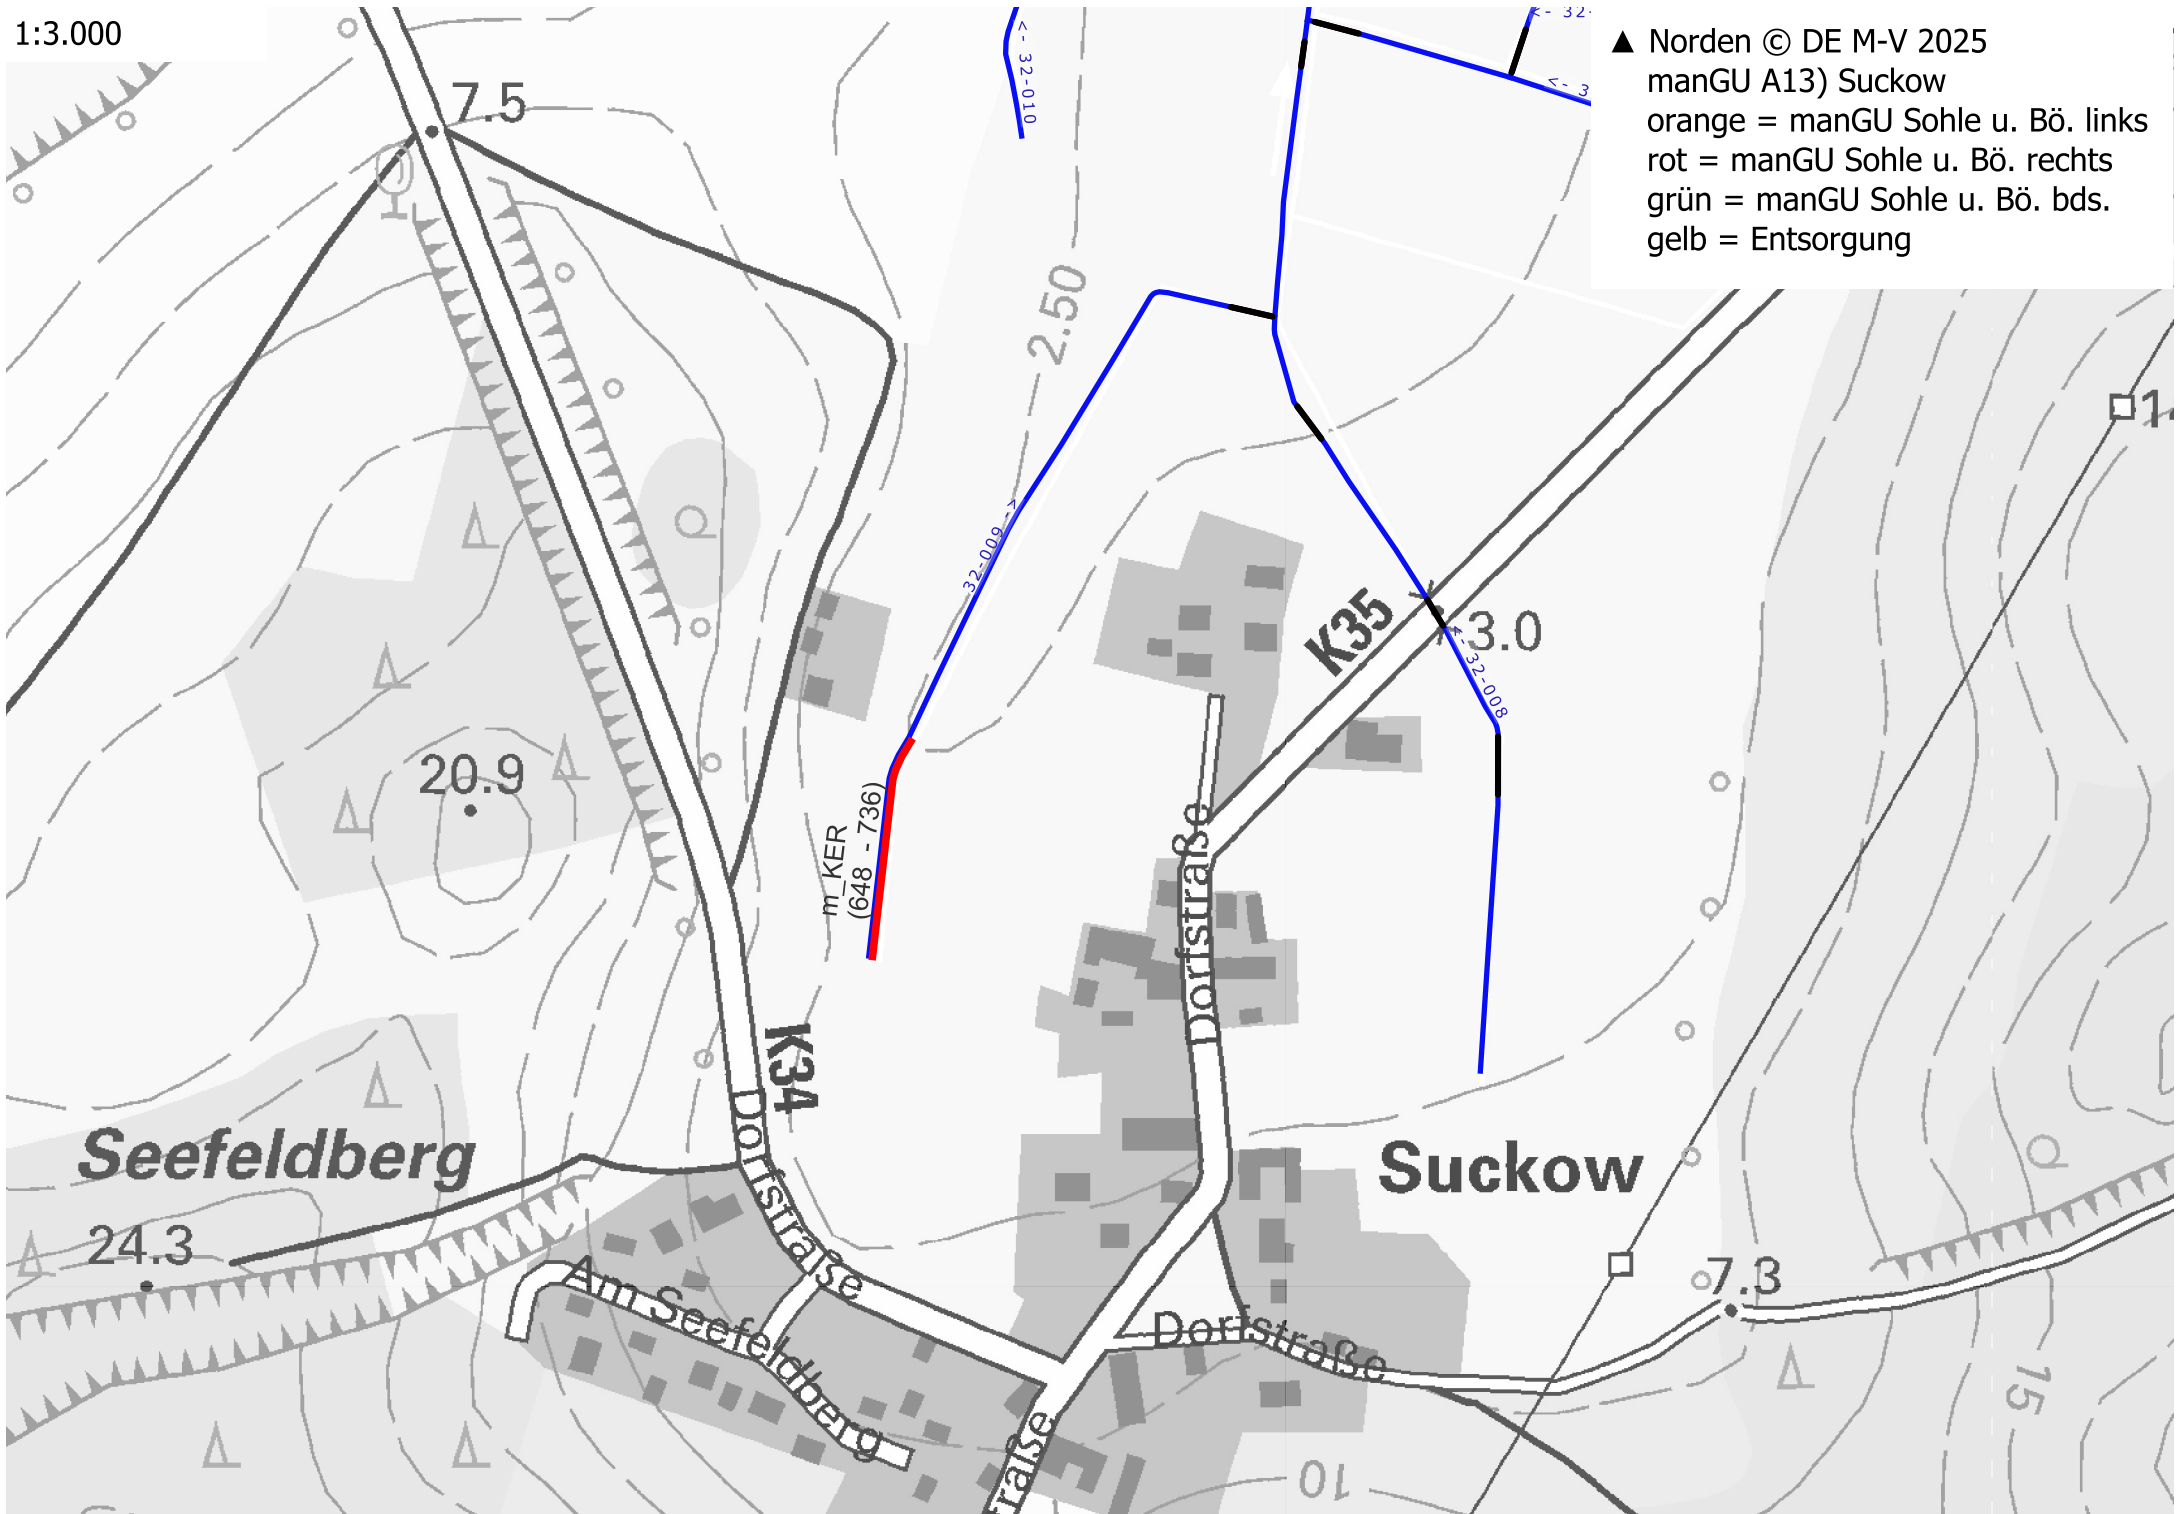 1:3.000
▲ Norden © DE M-V 2025
manGU A13) Suckow
orange = manGU Sohle u. Bö. links
rot = manGU Sohle u. Bö. rechts
grün = manGU Sohle u. Bö. bds.
gelb = Entsorgung
<- 32-010
<- 32-
<- 3
7.5
2.50
32-009 ->
K35
3.0
<- 32-008
20.9
m_KER
(648 - 736)
Dorfstraße
K34
Dorfstraße
Seefeldberg
Suckow
24.3
Am Seefeldberg
Dorfstraße
7.3
15
10
traße